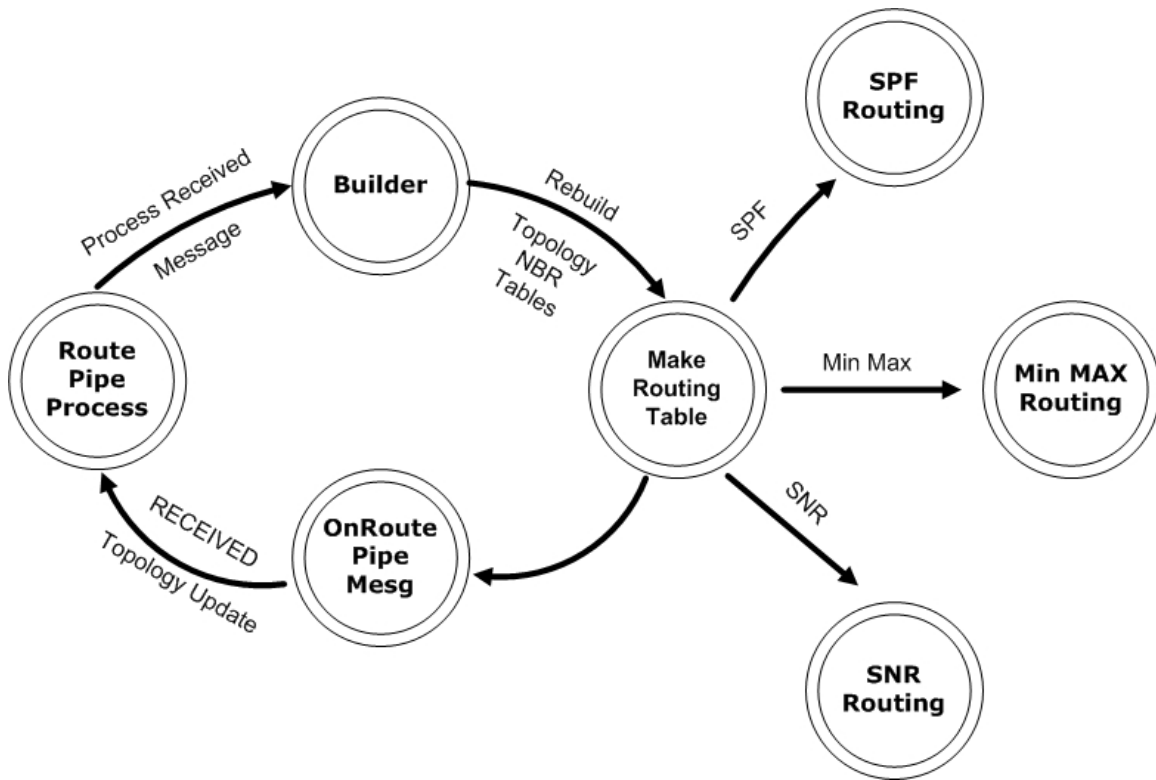 SPF
Routing
Builder
Process Received
Message
Rebuild
Topology
NBR
Tables
SPF
Route
Pipe
Process
Make
Routing
Table
Min Max
Min MAX
Routing
RECEIVED
Topology Update
OnRoute
Pipe
Mesg
SNR
SNR
Routing